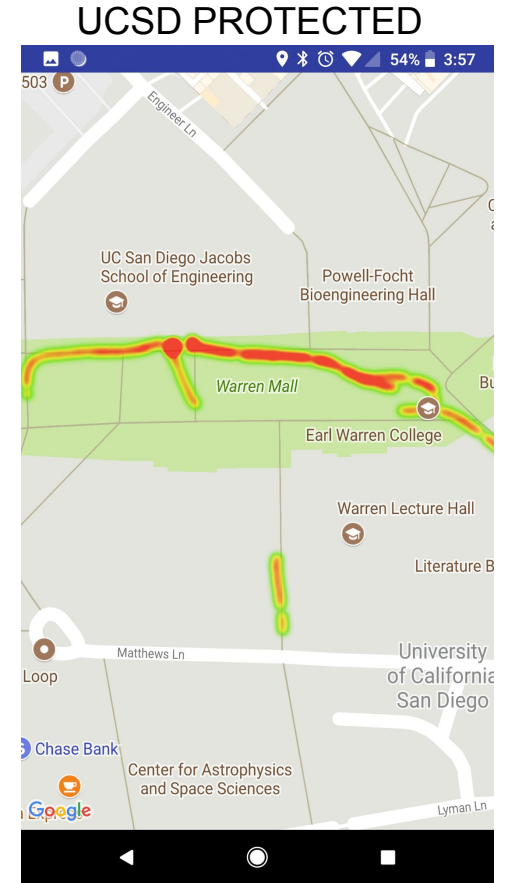 UCSD PROTECTED
54% 3:57
503 P
Engineer Ln
UC San Diego Jacobs
School of Engineering
Powell-Focht
Bioengineering Hall
Warren Mall
Bu
Earl Warren College
Warren Lecture Hall
Literature B
Matthews Ln
University
of California
San Diego
Loop
Chase Bank
Center for Astrophysics
and Space Sciences
Google
Lyman Ln